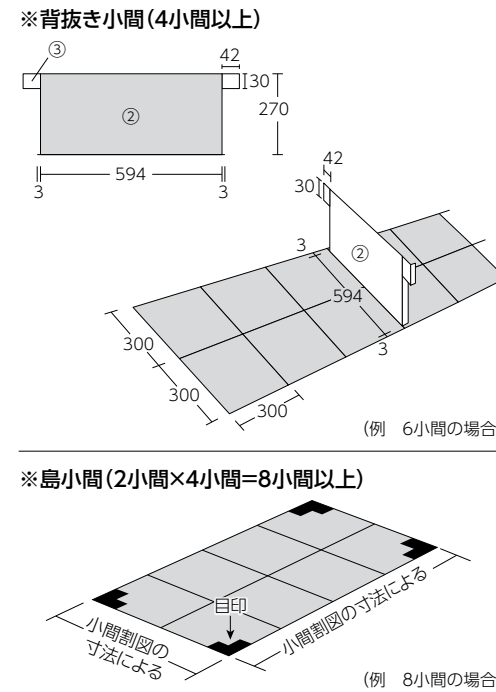 ※背抜き小間（4小間以上）
③
42
30
②
270
594
3
3
42
30
3
②
594
3
300
300
300
(例　6小間の場合
※島小間（2小間×4小間=8小間以上）
目印
小間割図の
寸法による
小間割図の寸法による
(例　8小間の場合